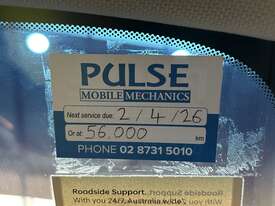 PULSE
MOBILE MECHANICS
Next service due: 2/4/26
Or at: 56,000 km
PHONE 02 8731 5010
Roadside Support.
With you 24/7, Australia wide*.